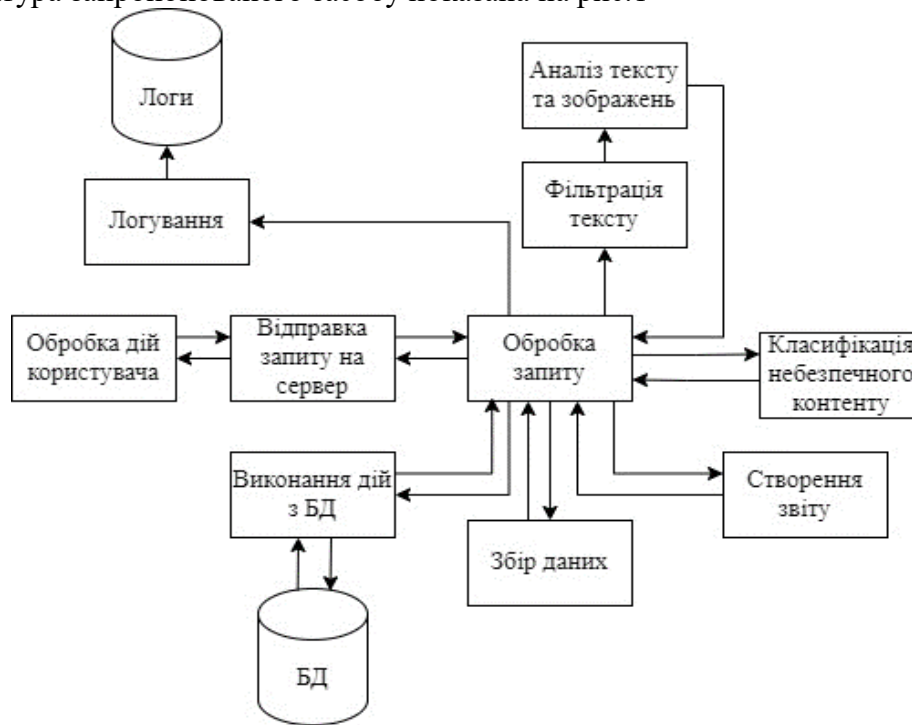 Логи
Аналіз тексту
та зображень
Логування
Фільтрація
тексту
Обробка дій
користувача
Відправка
запиту на
сервер
Обробка
запиту
Класифікація
небезпечного
контенту
Виконання дій
з БД
Збір даних
Створення
звіту
БД